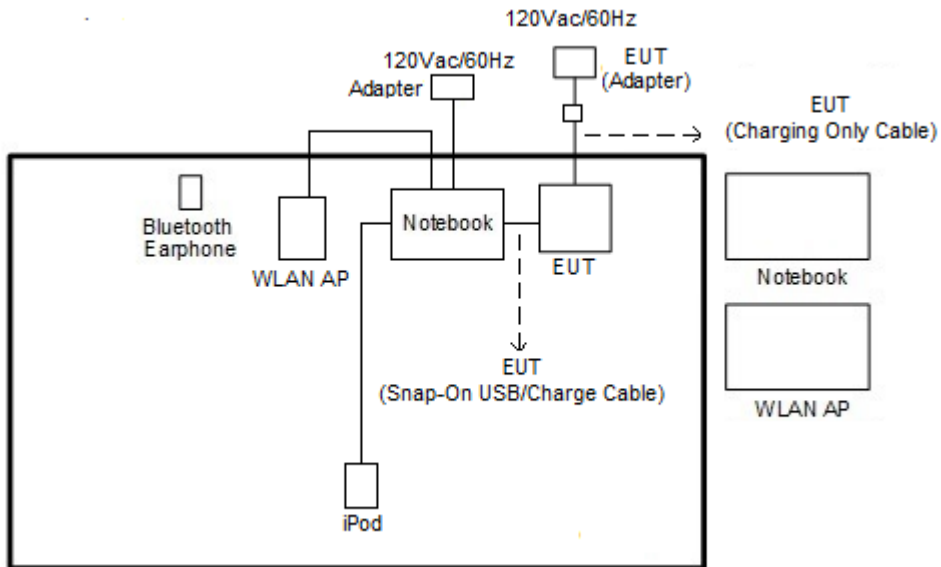 120Vac/60Hz
120Vac/60Hz
EUT
(Adapter)
Adapter
EUT
(Charging Only Cable)
Bluetooth
Earphone
WLAN AP
Notebook
EUT
Notebook
EUT
(Snap-On USB/Charge Cable)
WLAN AP
iPod